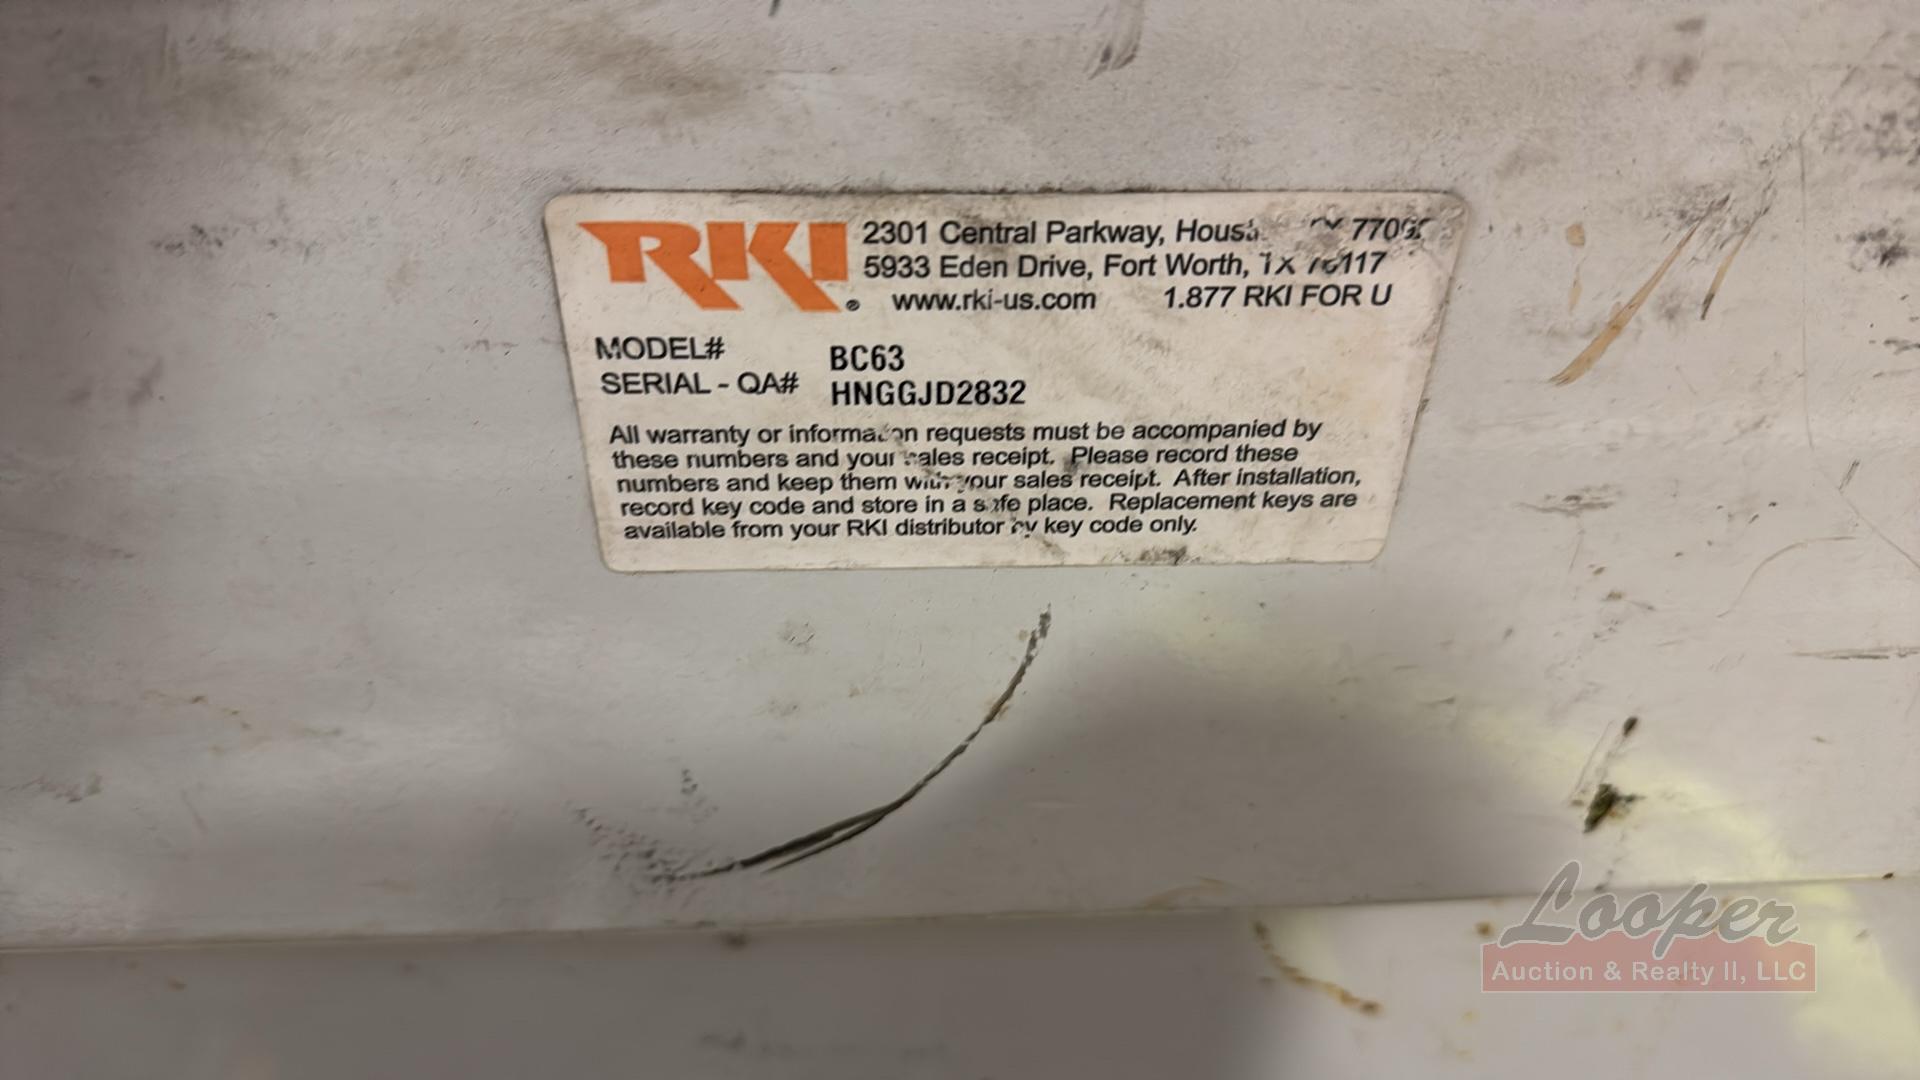 RKI®
2301 Central Parkway,
5933 Eden Drive, Fort Worth, TX
www.rki-us.com 1.877 RKI FOR U
MODEL# BC63
SERIAL - QA# HNGGJD2832
All warranty or information requests must be accompanied by
these numbers and your sales receipt. Please record these
numbers and keep them with your sales receipt. After installation,
record key code and store in a safe place. Replacement keys are
available from your RKI distributor by key code only.
Looper
Auction & Realty II, LLC